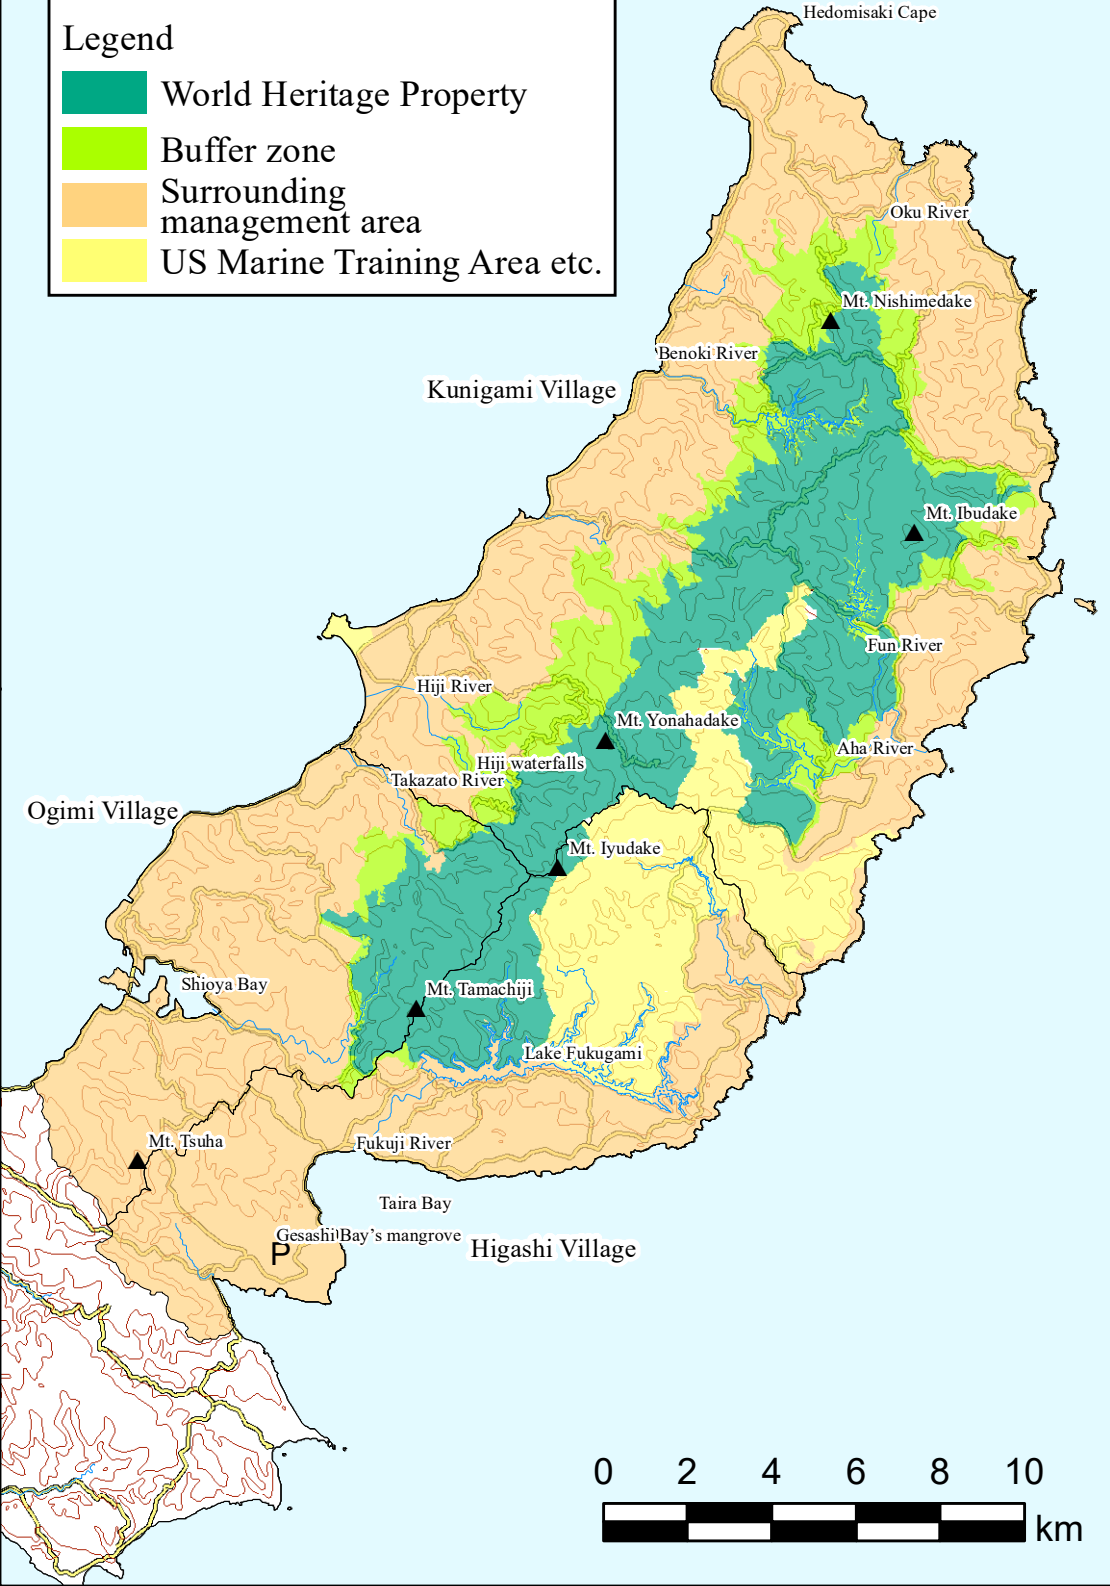 Hedomisaki Cape
Legend
World Heritage Property
Buffer zone
Surrounding
management area
US Marine Training Area etc.
Oku River
Mt. Nishimedake
Benoki River
Kunigami Village
Mt. Ibudake
Fun River
Hiji River
Mt. Yonahadake
Aha River
Hiji waterfalls
Takazato River
Ogimi Village
Mt. Iyudake
Shioya Bay
Mt. Tamachiji
Lake Fukugami
Mt. Tsuha
Fukuji River
Taira Bay
Gesashi Bay's mangrove
P
Higashi Village
0 2 4 6 8 10
km